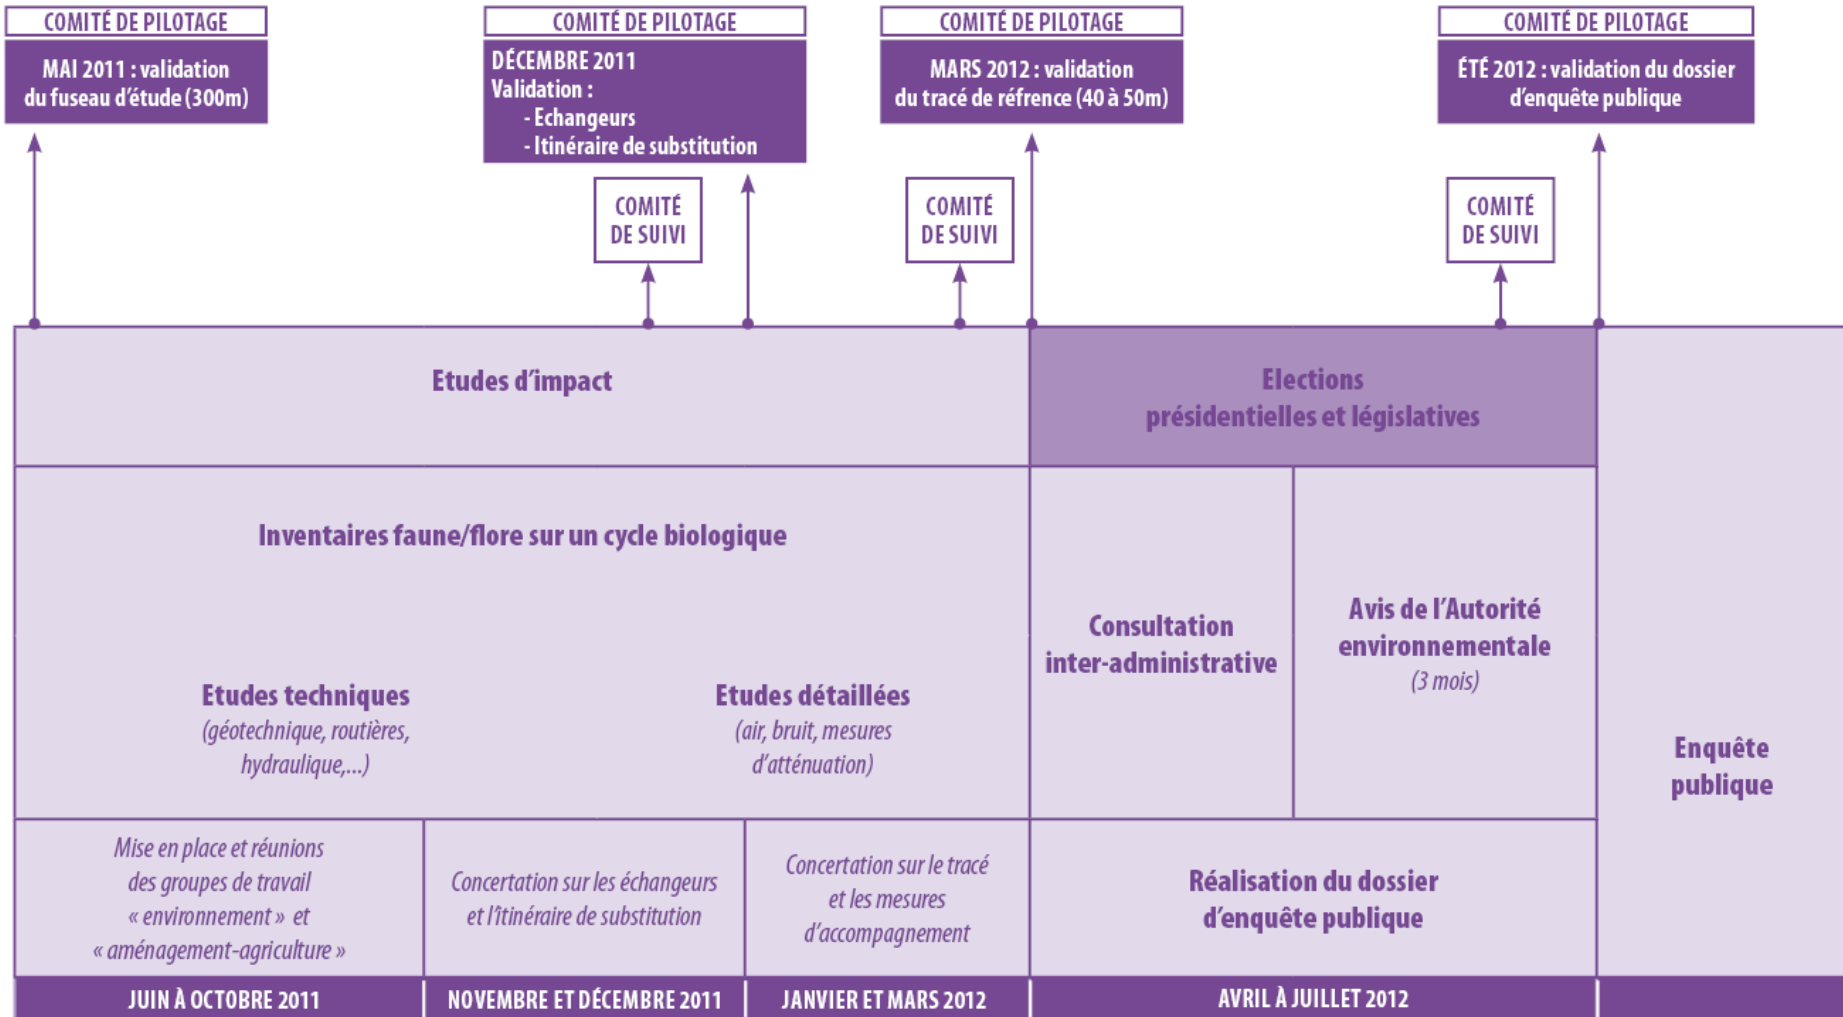 COMITÉ DE PILOTAGE
MAI 2011 : validation
du fuseau d'étude (300m)
COMITÉ DE PILOTAGE
DÉCEMBRE 2011
Validation :
- Echangeurs
- Itinéraire de substitution
COMITÉ DE PILOTAGE
MARS 2012 : validation
du tracé de réfrence (40 à 50m)
COMITÉ DE PILOTAGE
ÉTÉ 2012 : validation du dossier
d'enquête publique
COMITÉ
DE SUIVI
COMITÉ
DE SUIVI
COMITÉ
DE SUIVI
Etudes d'impact
Elections
présidentielles et législatives
Inventaires faune/flore sur un cycle biologique
Etudes techniques
(géotechnique, routières,
hydraulique,...)
Etudes détaillées
(air, bruit, mesures
d'atténuation)
Consultation
inter-administrative
Avis de l'Autorité
environnementale
(3 mois)
Enquête
publique
Mise en place et réunions
des groupes de travail
« environnement » et
« aménagement-agriculture »
Concertation sur les échangeurs
et l'itinéraire de substitution
Concertation sur le tracé
et les mesures
d'accompagnement
Réalisation du dossier
d'enquête publique
JUIN À OCTOBRE 2011
NOVEMBRE ET DÉCEMBRE 2011
JANVIER ET MARS 2012
AVRIL À JUILLET 2012